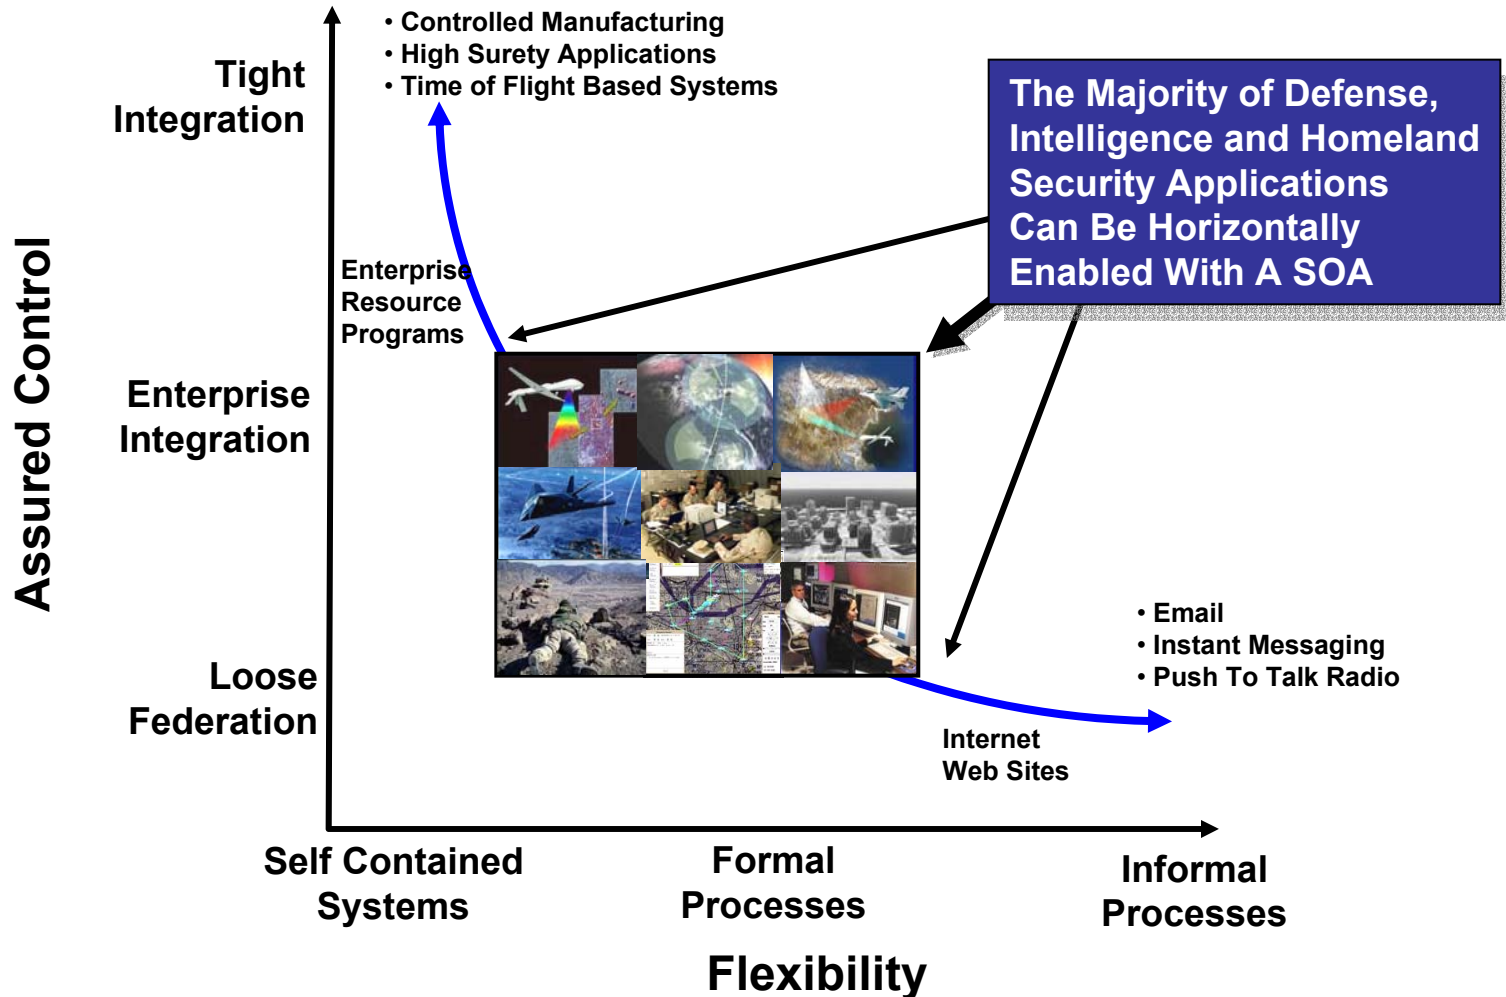 • Controlled Manufacturing
• High Surety Applications
• Time of Flight Based Systems
Tight
Integration
The Majority of Defense,
Intelligence and Homeland
Security Applications
Can Be Horizontally
Enabled With A SOA
Enterprise
Resource
Programs
Assured Control
Enterprise
Integration
• Email
• Instant Messaging
• Push To Talk Radio
Loose
Federation
Internet
Web Sites
Self Contained
Systems
Formal
Processes
Informal
Processes
Flexibility